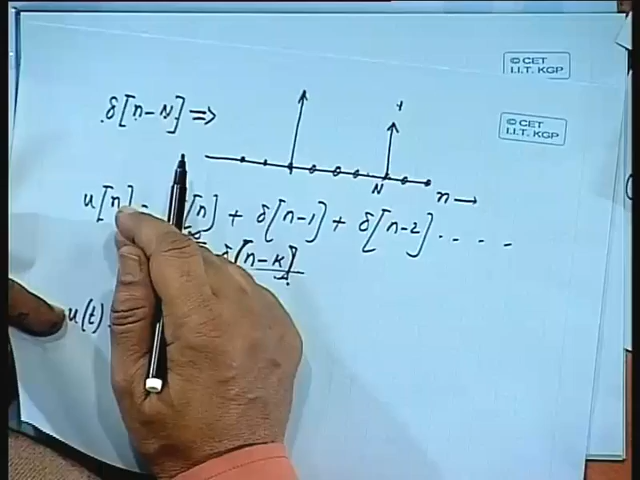 © CET
I.I.T. KGP
δ[n-N] ⇒
1
© CET
I.I.T. KGP
N n →
u[n] = [n] + δ[n-1] + δ[n-2] . . . .
δ[n-k]
u(t)